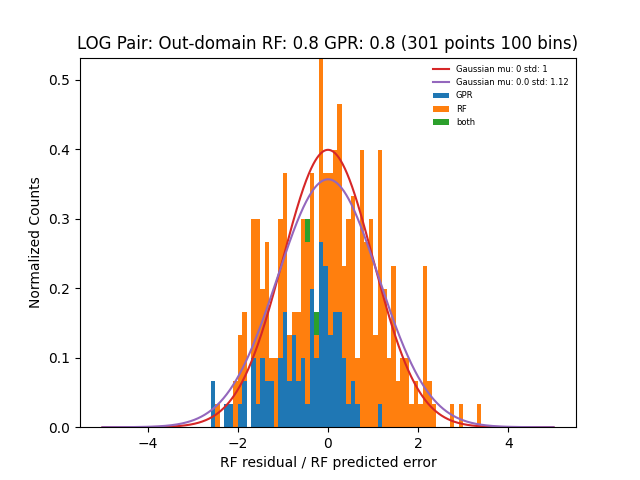 LOG Pair: Out-domain RF: 0.8 GPR: 0.8 (301 points 100 bins)
Gaussian mu: 0 std: 1
Gaussian mu: 0.0 std: 1.12
GPR
RF
both
Normalized Counts
0.5
0.4
0.3
0.2
0.1
0.0
−4
−2
0
2
4
RF residual / RF predicted error